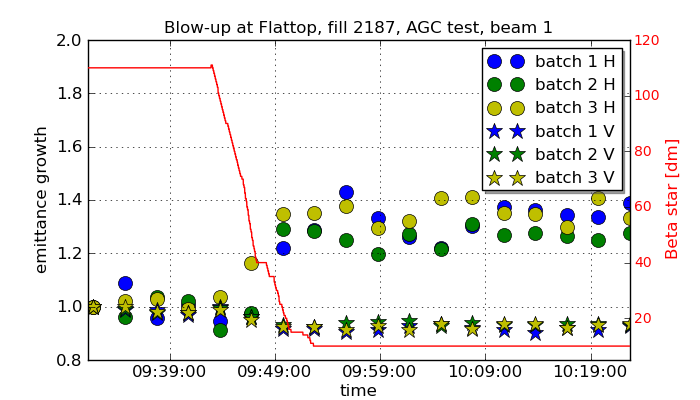 Blow-up at Flattop, fill 2187, AGC test, beam 1
2.0
1.8
1.6
1.4
1.2
1.0
0.8
emittance growth
batch 1 H
batch 2 H
batch 3 H
batch 1 V
batch 2 V
batch 3 V
120
100
80
60
40
20
Beta star [dm]
09:39:00 09:49:00 09:59:00 10:09:00 10:19:00
time